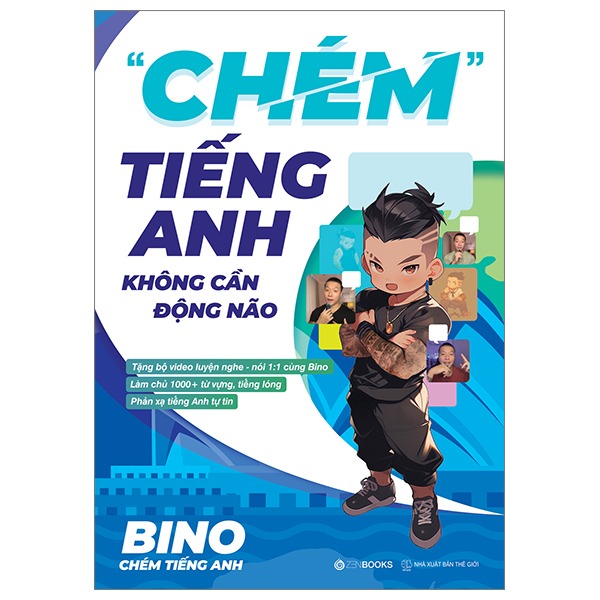 “CHÉM”
TIẾNG
ANH
KHÔNG CẦN
ĐỘNG NÃO
Tặng bộ video luyện nghe - nói 1:1 cùng Bino
Làm chủ 1000+ từ vựng, tiếng lóng
Phản xạ tiếng Anh tự tin
BINO
CHÉM TIẾNG ANH
ZENBOOKS
NHÀ XUẤT BẢN THẾ GIỚI